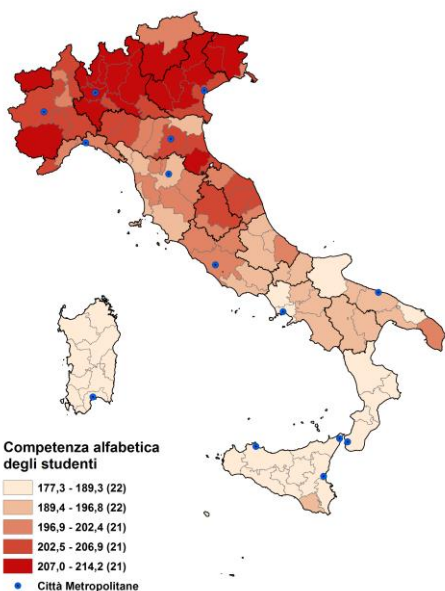 Competenza alfabetica
degli studenti
177,3 - 189,3 (22)
189,4 - 196,8 (22)
196,9 - 202,4 (21)
202,5 - 206,9 (21)
207,0 - 214,2 (21)
Città Metropolitane